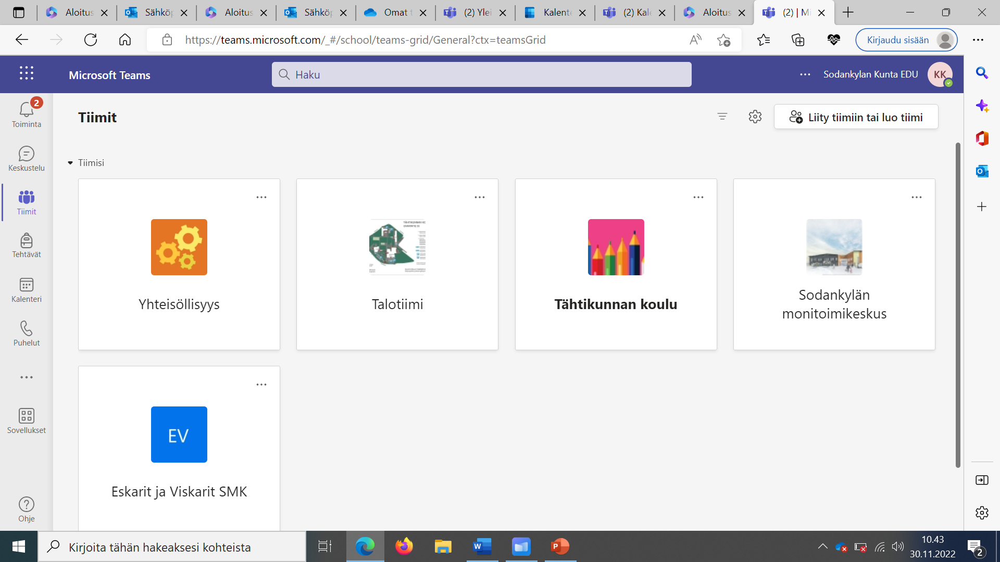 Aloitus
Sähköp
Aloitus
Sähköp
Omat t
(2) Ylei
Kalente
(2) Kale
Aloitus
(2) | Mi
https://teams.microsoft.com/_#/school/teams-grid/General?ctx=teamsGrid
Kirjaudu sisään
Microsoft Teams
Haku
Sodankylan Kunta EDU
KK
2
Toiminta
Keskustelu
Tiimit
Tehtävät
Kalenteri
Puhelut
Sovellukset
Ohje
Tiimit
Liity tiimiin tai luo tiimi
Tiimisi
Yhteisöllisyys
Talotiimi
Tähtikunnan koulu
Sodankylän
monitoimikeskus
EV
Eskarit ja Viskarit SMK
Kirjoita tähän hakeaksesi kohteista
10.43
30.11.2022
2